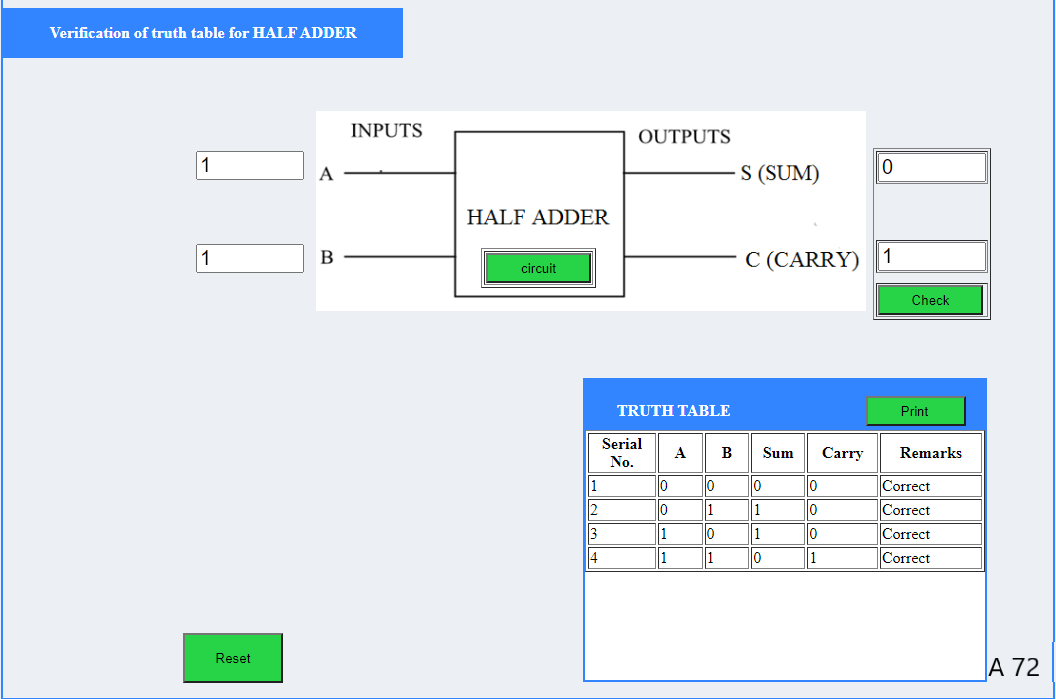 Verification of truth table for HALF ADDER
INPUTS
OUTPUTS
1
A
S (SUM)
0
HALF ADDER
1
B
circuit
C (CARRY)
1
Check
TRUTH TABLE
Print
Serial No. A B Sum Carry Remarks
1 0 0 0 0 Correct
2 0 1 1 0 Correct
3 1 0 1 0 Correct
4 1 1 0 1 Correct
Reset
A 72